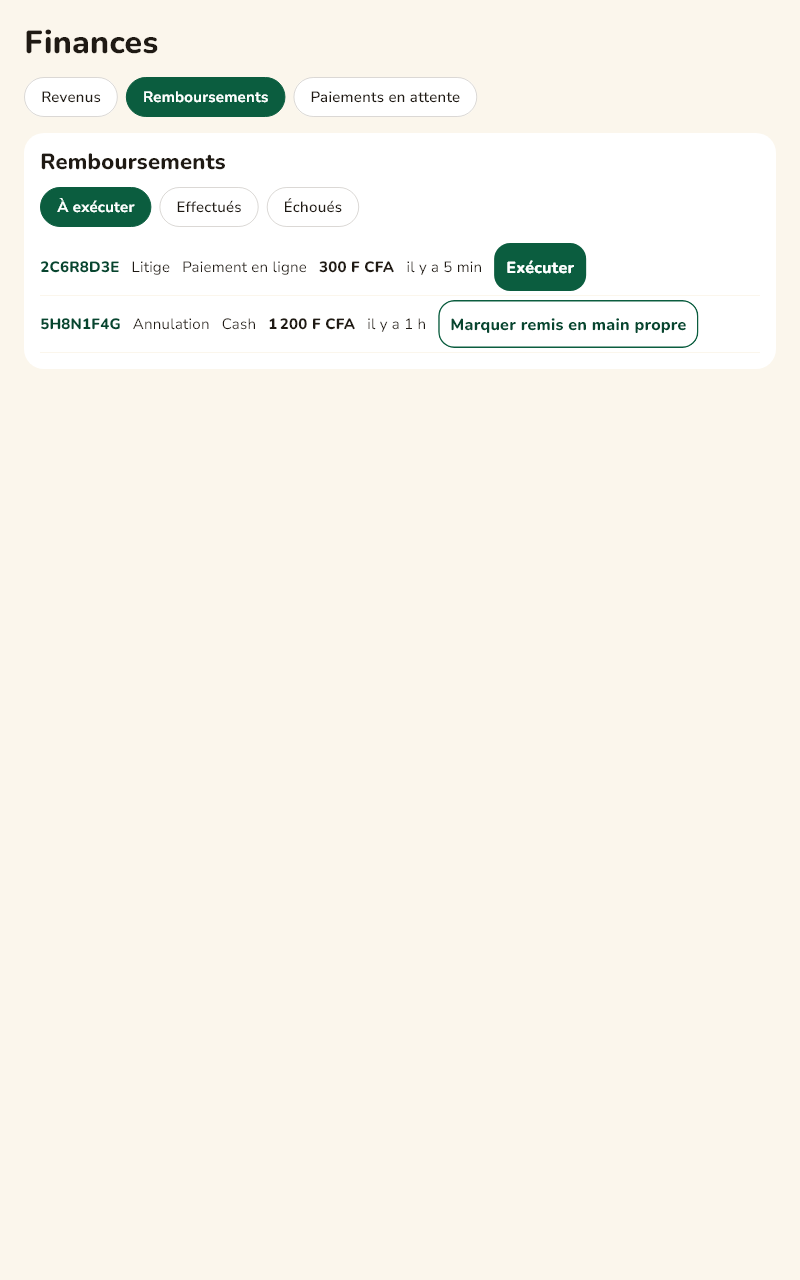 Finances
Revenus Remboursements Paiements en attente
Remboursements
À exécuter Effectués Échoués
2C6R8D3E Litige Paiement en ligne 300 F CFA il y a 5 min Exécuter
5H8N1F4G Annulation Cash 1 200 F CFA il y a 1 h Marquer remis en main propre